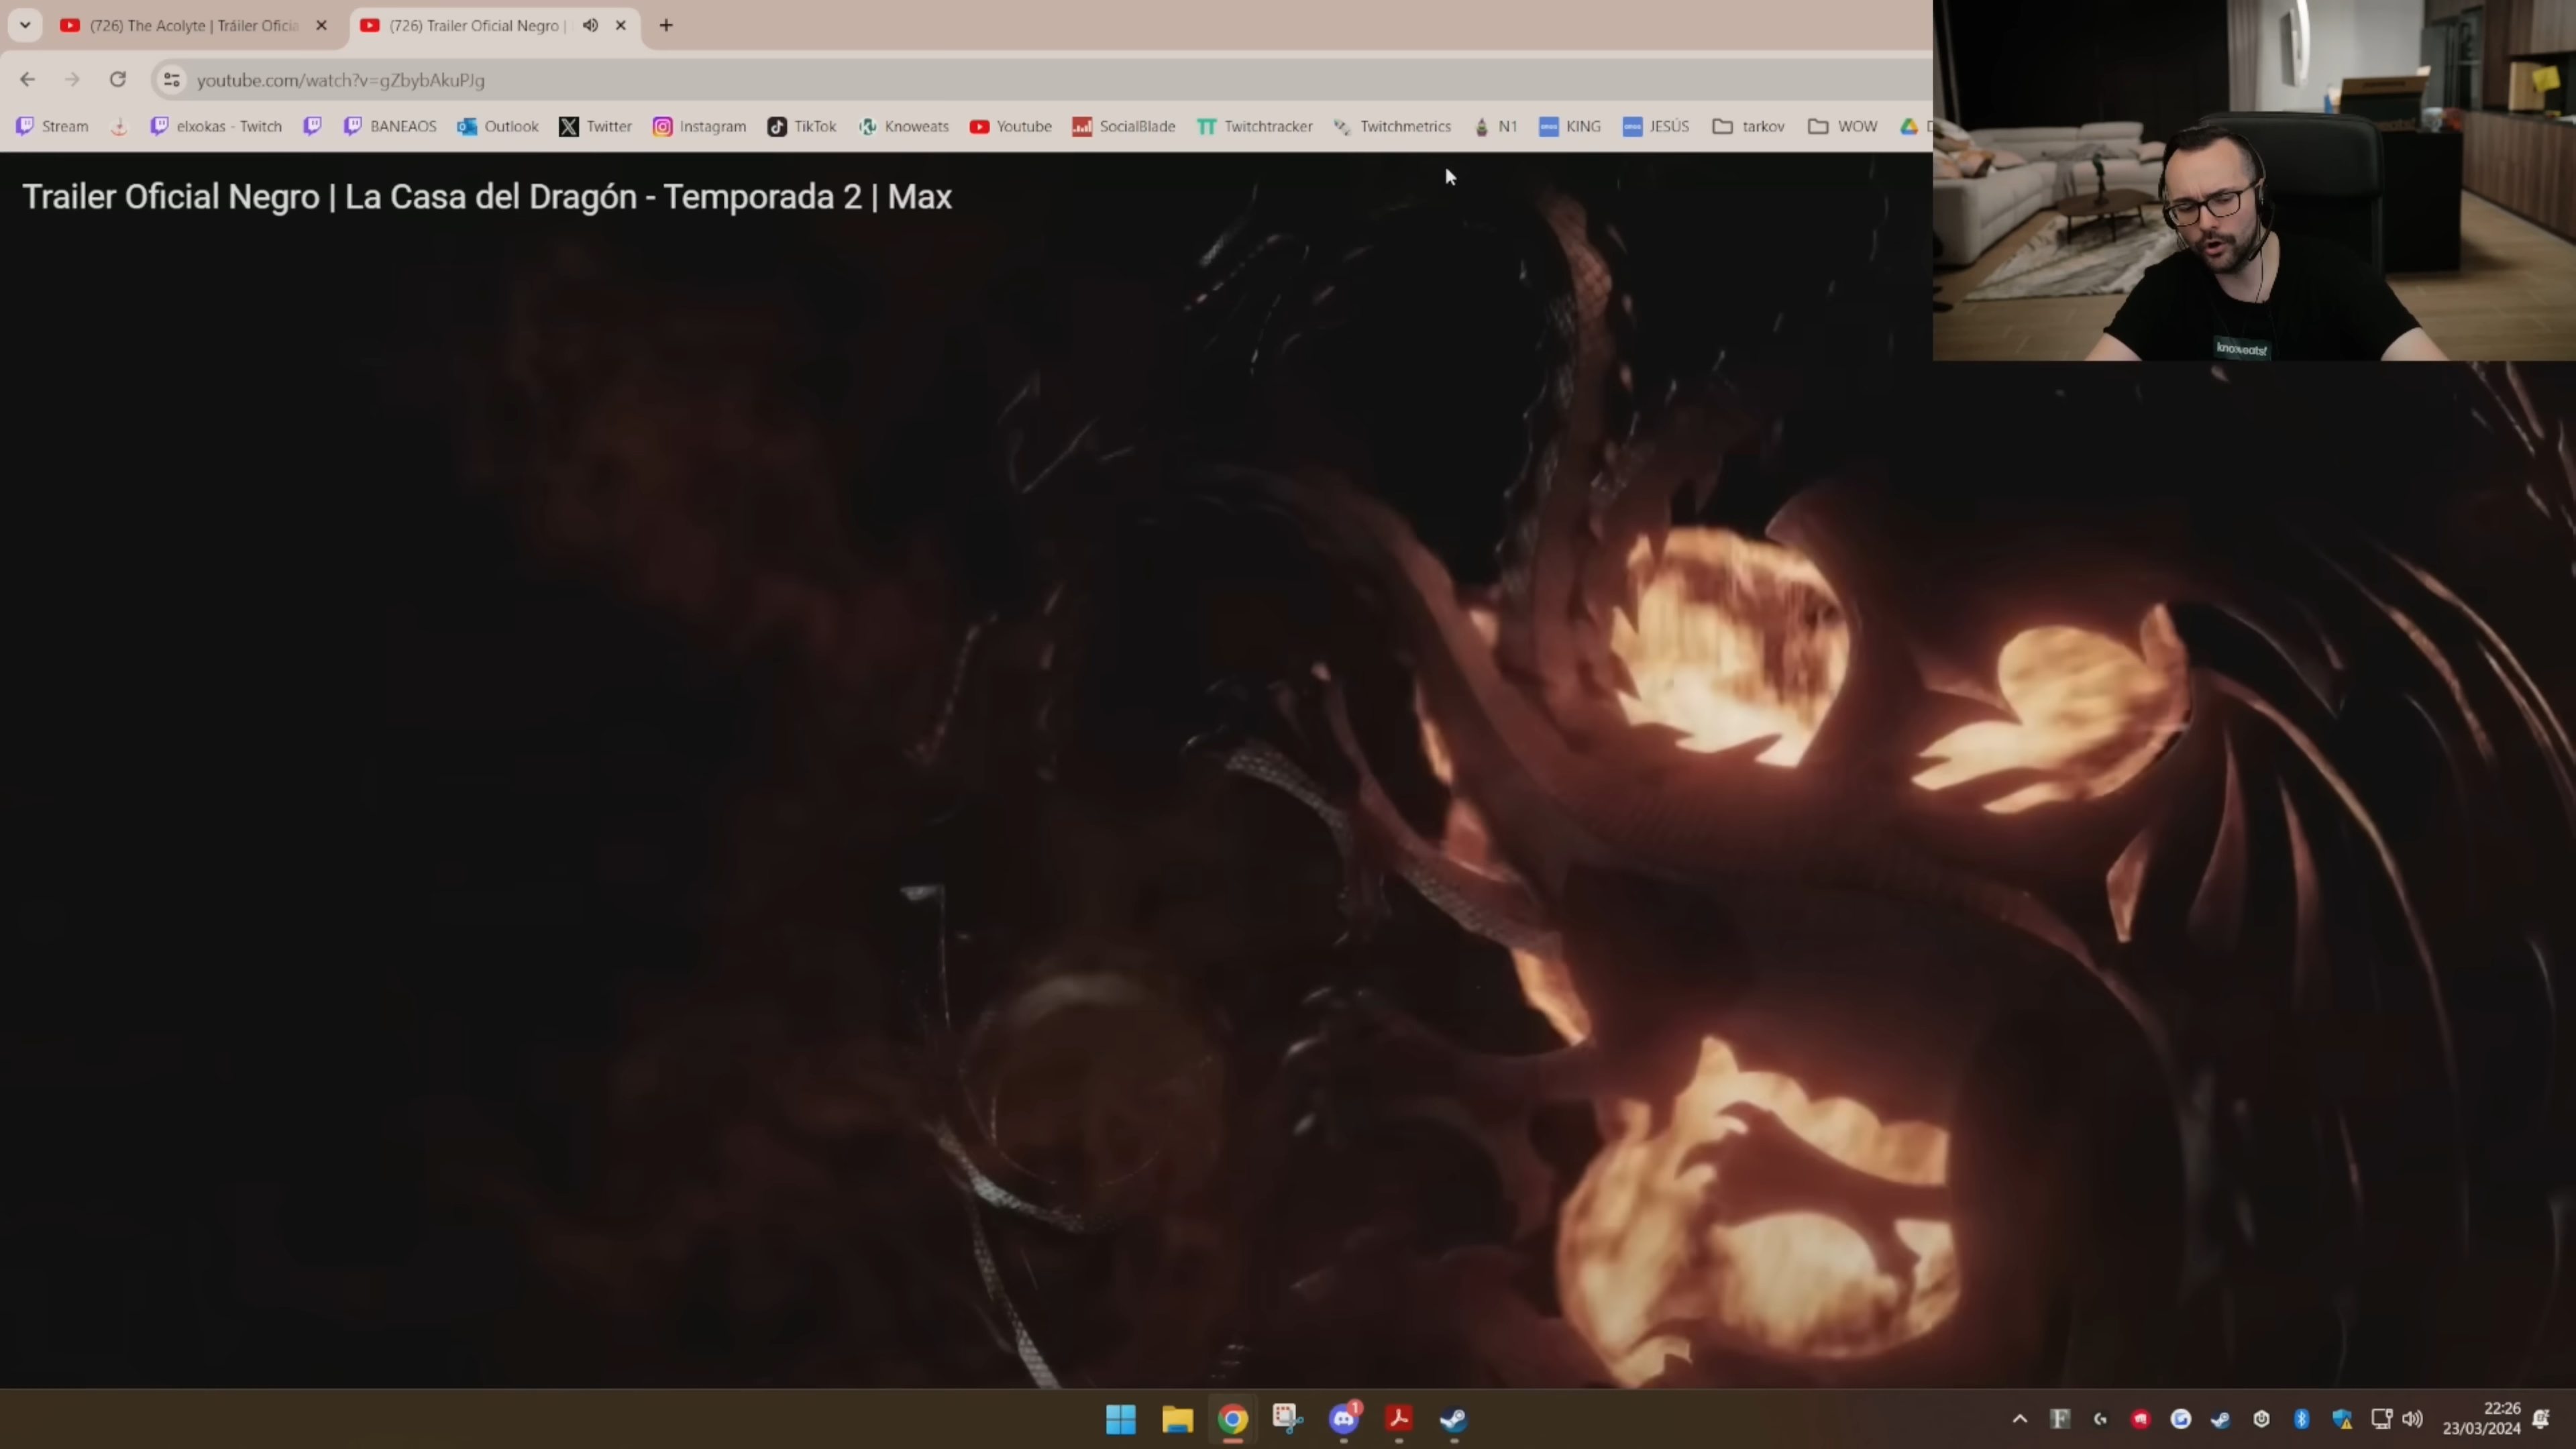 (726) The Acolyte | Tráiler Oficia
(726) Trailer Oficial Negro |
youtube.com/watch?v=gZbybAkuPJg
Stream elxokas - Twitch BANEAOS Outlook Twitter Instagram TikTok Knoweats Youtube SocialBlade Twitchtracker Twitchmetrics N1 KING JESÚS tarkov WOW
Trailer Oficial Negro | La Casa del Dragón - Temporada 2 | Max
knoweats!
1
22:26
23/03/2024